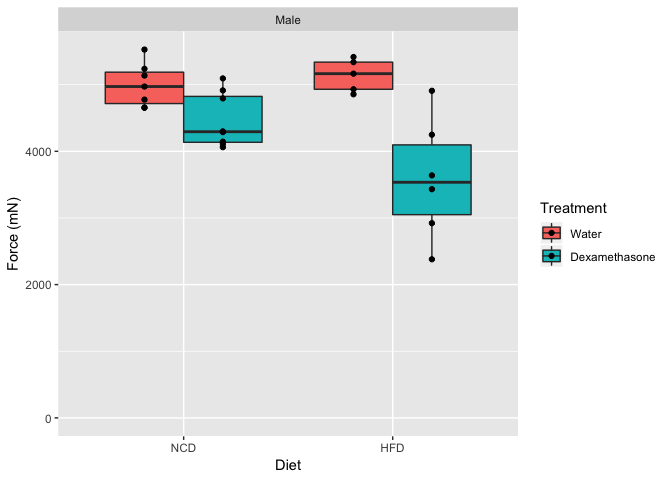 Male
Force (mN)
4000
2000
0
NCD HFD
Diet
Treatment
Water
Dexamethasone